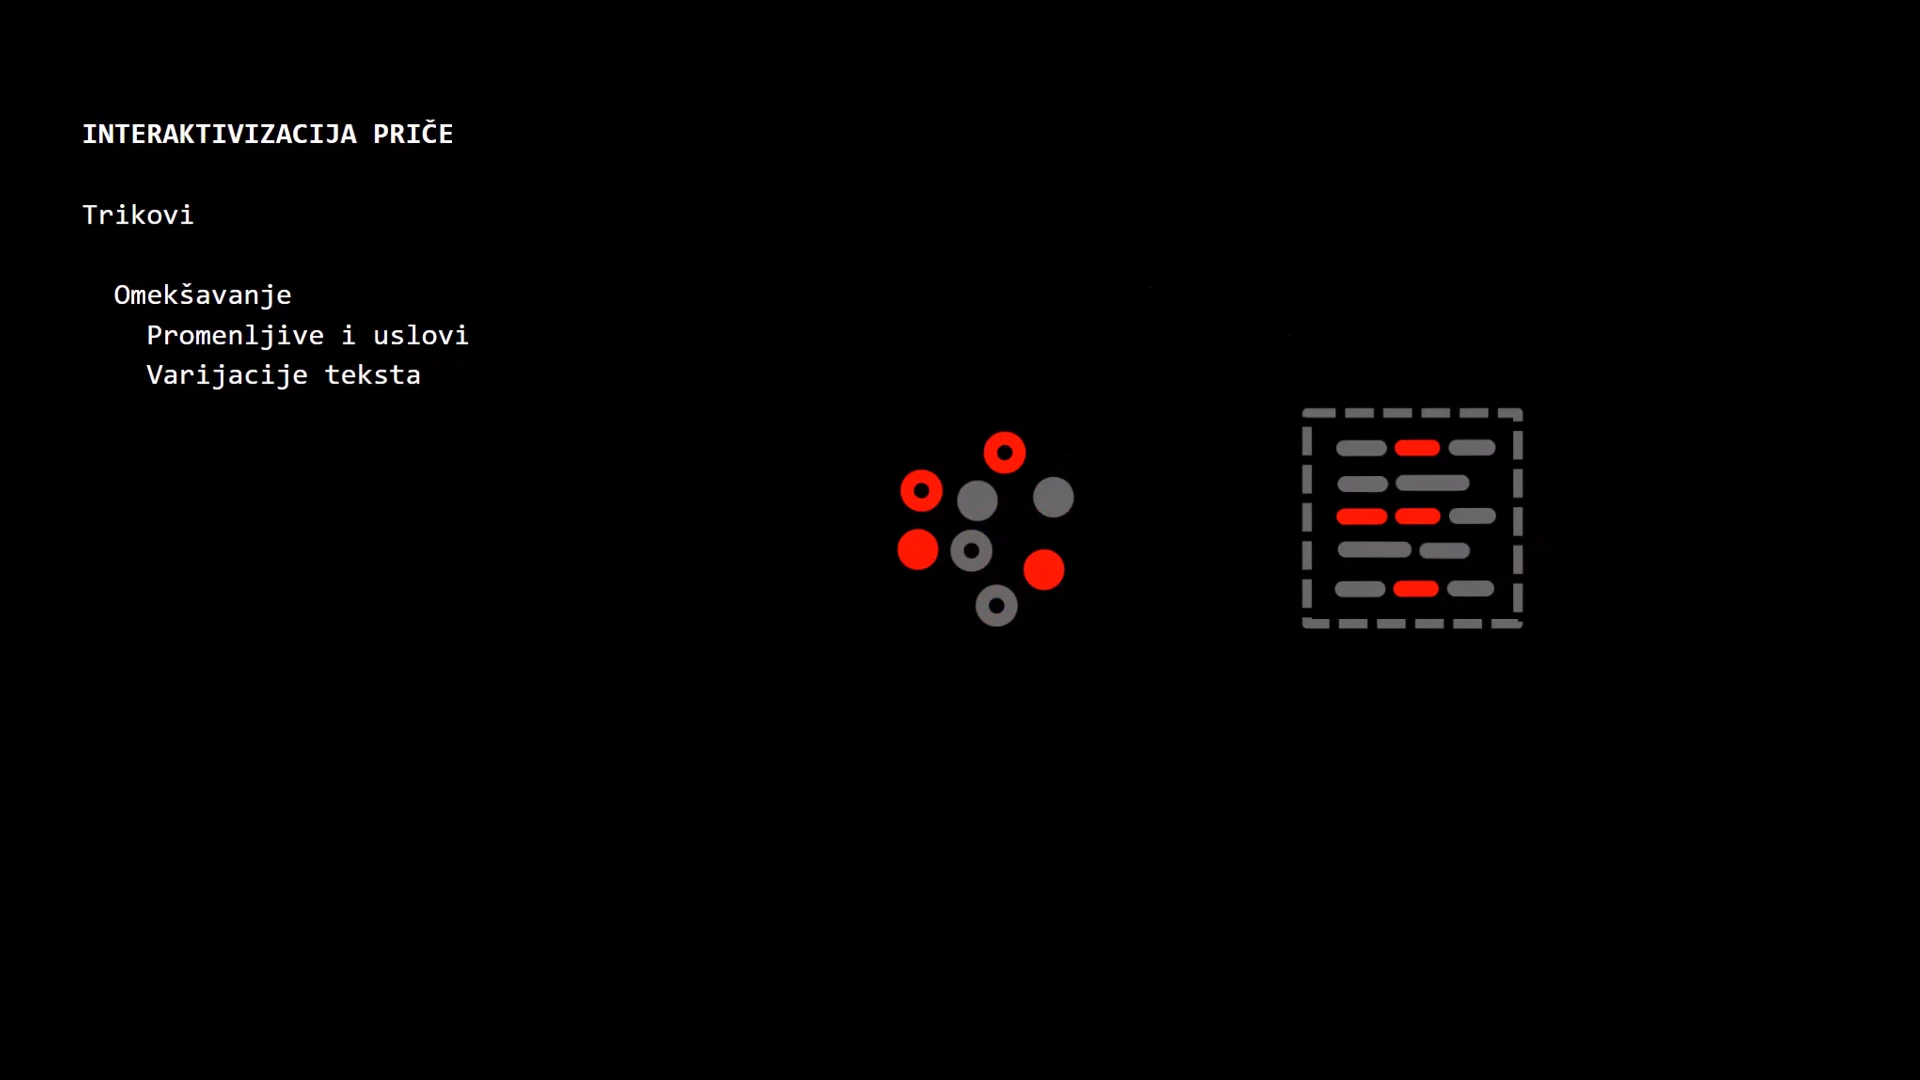 INTERAKTIVIZACIJA PRIČE
Trikovi
Omekšavanje
Promenljive i uslovi
Varijacije teksta